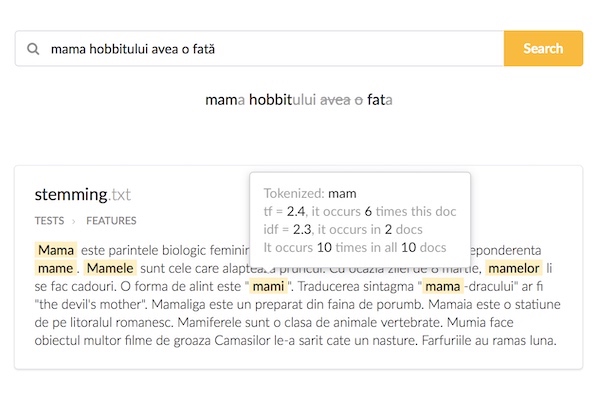 mama hobbitului avea o fată
Search
mama hobbitului avea o fata
stemming.txt
TESTS › FEATURES
Tokenized: mam
tf = 2.4, it occurs 6 times this doc
idf = 2.3, it occurs in 2 docs
It occurs 10 times in all 10 docs
Mama este parintele biologic feminin eponderenta
mame . Mamele sunt cele care alapteaza pruncul. Cu ocazia zilei de 8 martie, mamelor li
se fac cadouri. O forma de alint este " mami ". Traducerea sintagma " mama -dracului" ar fi
"the devil's mother". Mamaliga este un preparat din faina de porumb. Mamaia este o statiune
de pe litoralul romanesc. Mamiferele sunt o clasa de animale vertebrate. Mumia face
obiectul multor filme de groaza Camasilor le-a sarit cate un nasture. Farfuriile au ramas luna.